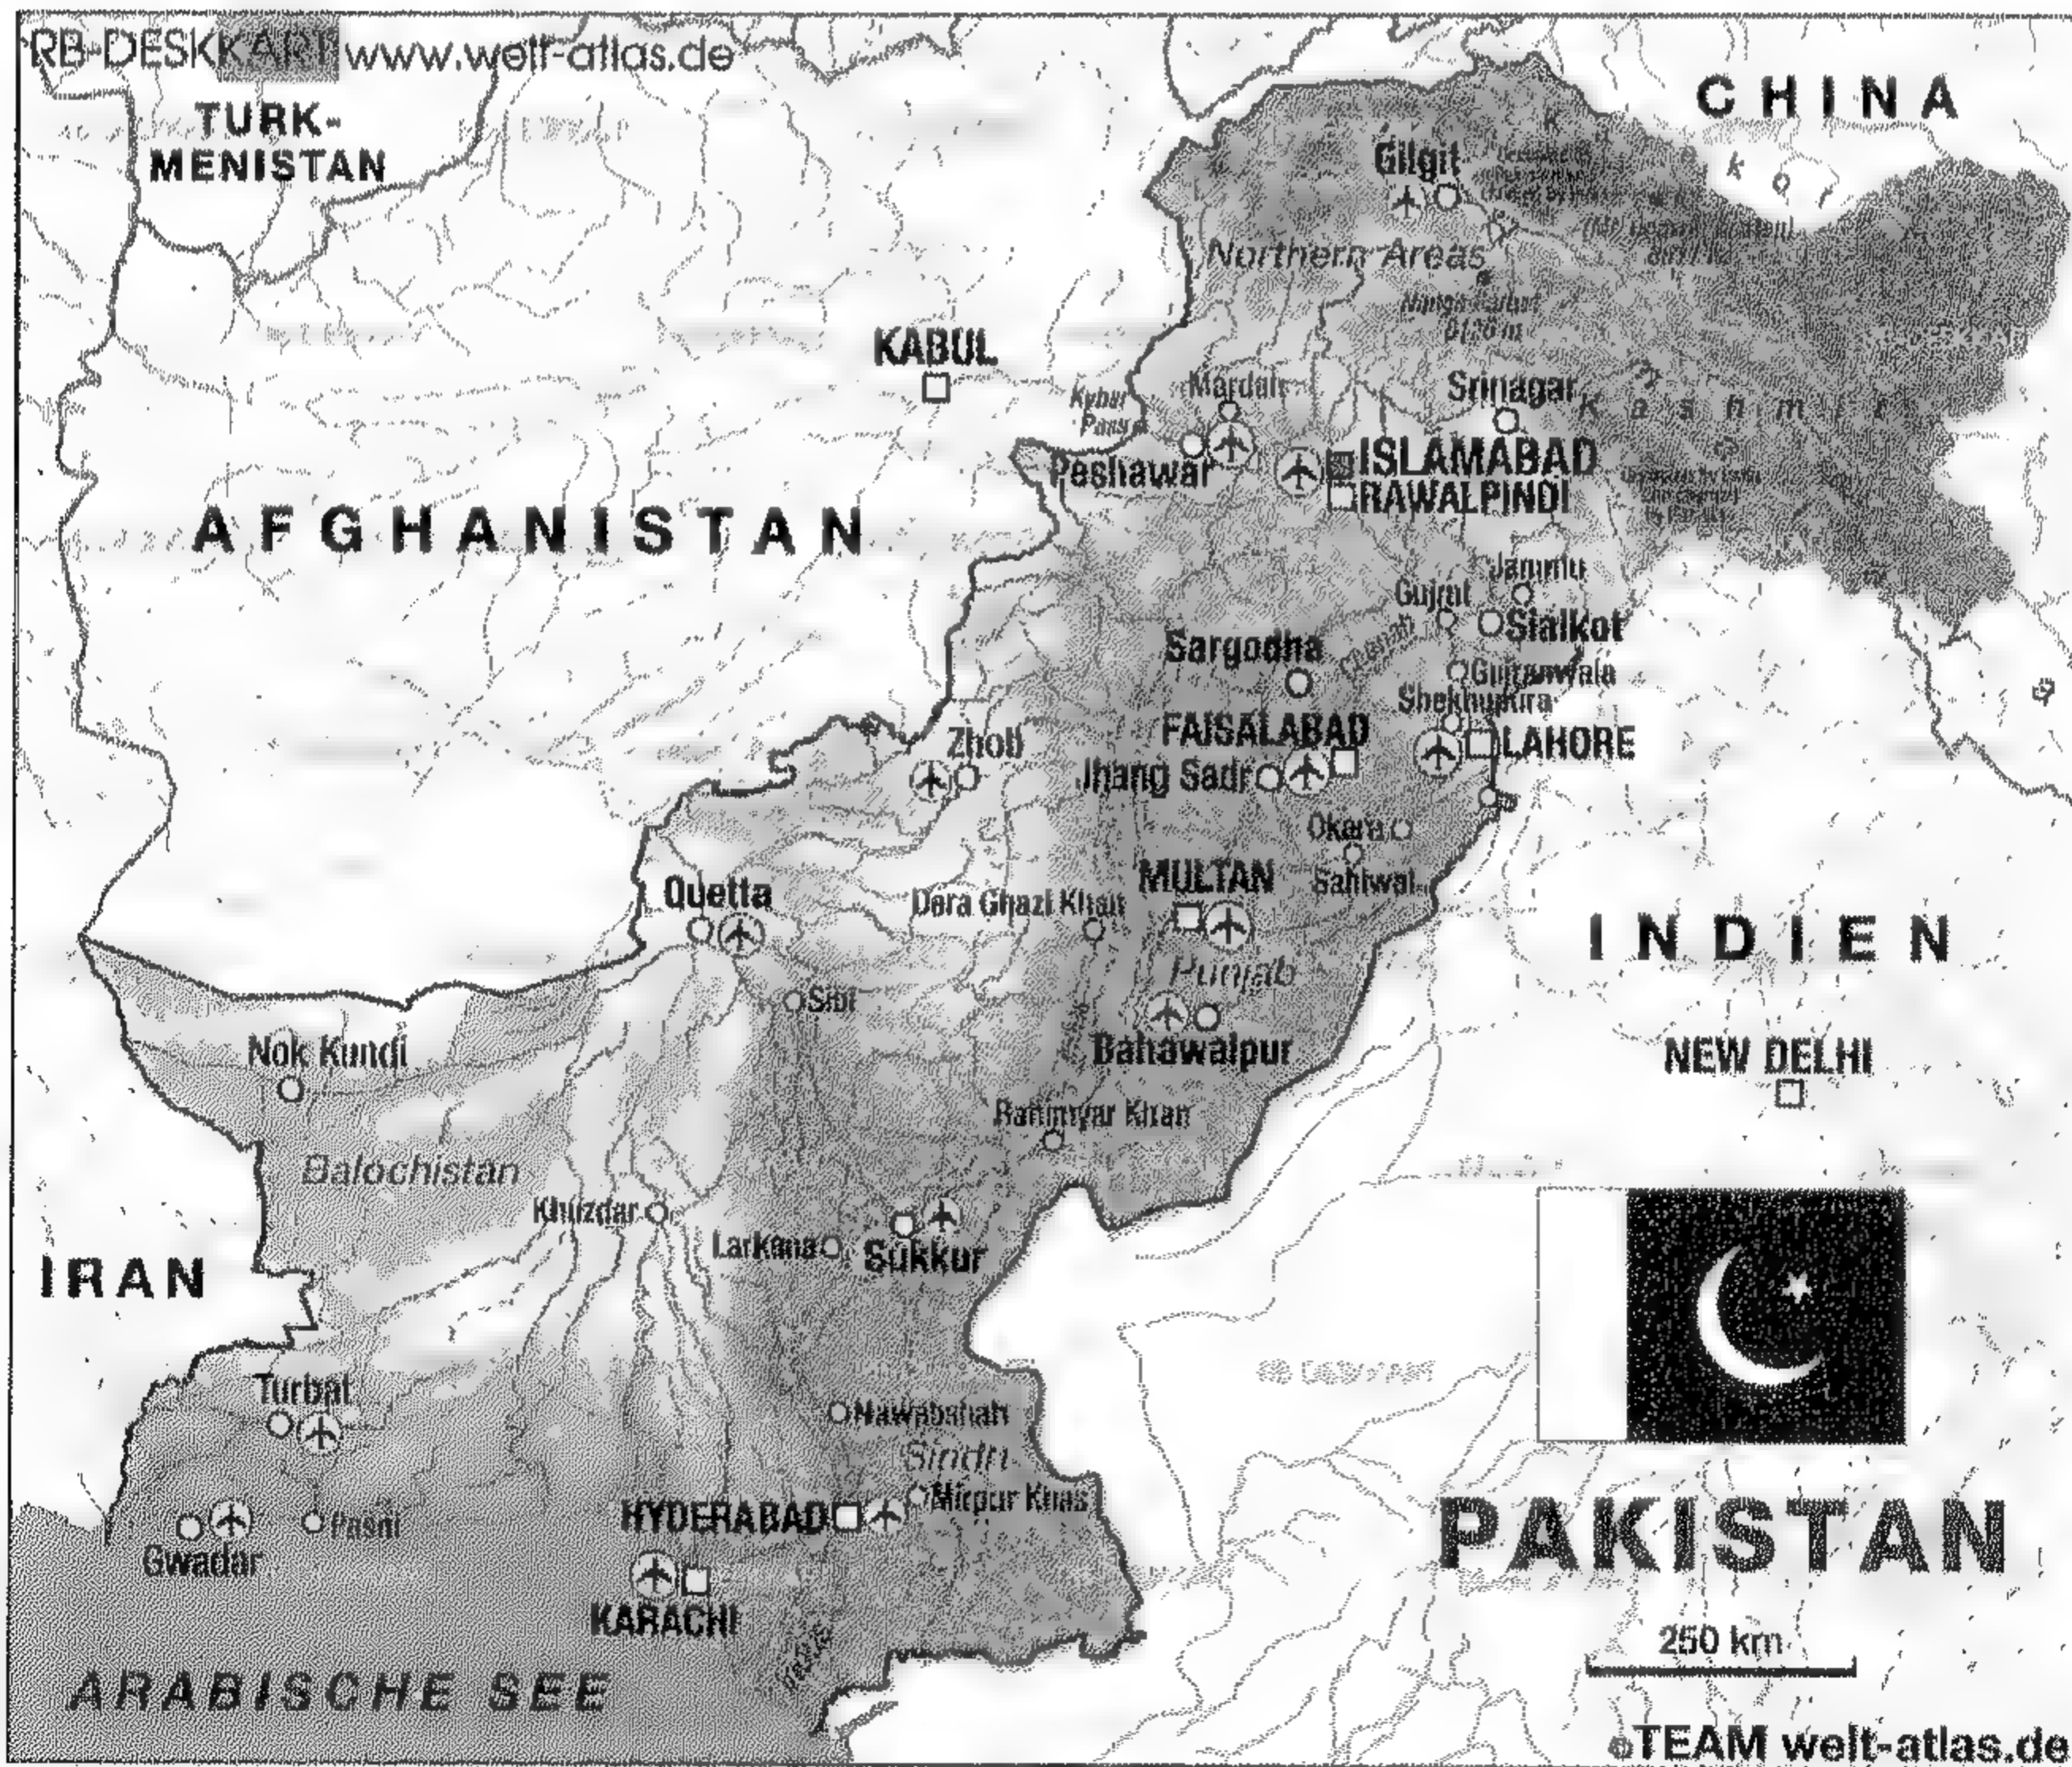 RB-DESKKART www.welt-atlas.de
TURK-
MENISTAN
CHINA
Gilgit
Northern Areas
KABUL
Mardan
Srinagar
Kashmir
Peshawar
ISLAMABAD
RAWALPINDI
AFGHANISTAN
Jammu
Gujrat
Sialkot
Sargodha
Gujranwala
Shekhupura
FAISALABAD
LAHORE
Zhob
Jhang Sadr
Okara
MULTAN
Sahiwal
Quetta
Dera Ghazi Khan
INDIEN
Punjab
Sibi
Bahawalpur
Nok Kundi
NEW DELHI
Rahimyar Khan
Balochistan
Khuzdar
Larkana
Sukkur
IRAN
Turbat
Nawabshah
Sindh
Mirpur Khas
HYDERABAD
Pasni
Gwadar
PAKISTAN
KARACHI
250 km
ARABISCHE SEE
©TEAM welt-atlas.de